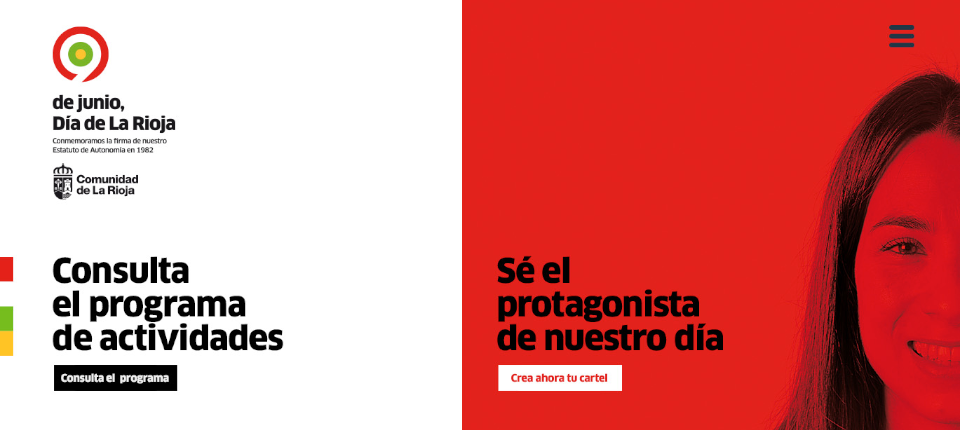 9
de junio,
Día de La Rioja
Conmemoramos la firma de nuestro
Estatuto de Autonomía en 1982
Comunidad
de La Rioja
Consulta
el programa
de actividades
Consulta el programa
Sé el
protagonista
de nuestro día
Crea ahora tu cartel